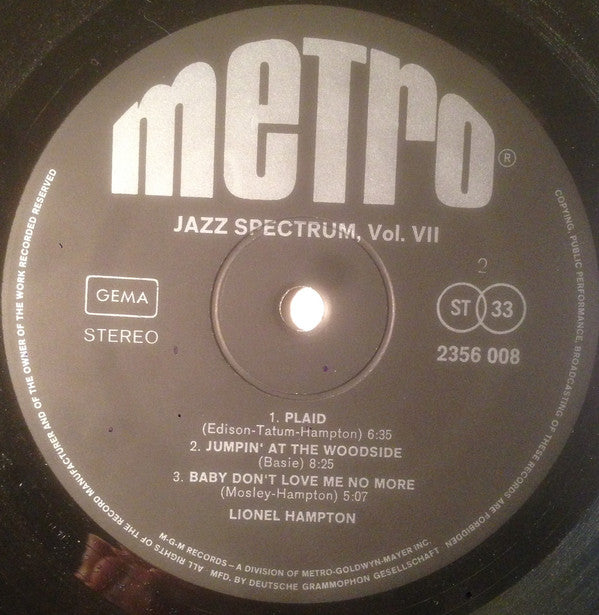 METRO®
JAZZ SPECTRUM, Vol. VII
2
GEMA
STEREO
ST 33
2356 008
1. PLAID
(Edison-Tatum-Hampton) 6:35
2. JUMPIN' AT THE WOODSIDE
(Basie) 8:25
3. BABY DON'T LOVE ME NO MORE
(Mosley-Hampton) 5:07
LIONEL HAMPTON
M-G-M RECORDS – A DIVISION OF METRO-GOLDWYN-MAYER INC.
MFD. BY DEUTSCHE GRAMMOPHON GESELLSCHAFT ·
ALL RIGHTS OF THE RECORD MANUFACTURER AND OF THE OWNER OF THE WORK RECORDED RESERVED
COPYING, PUBLIC PERFORMANCE, BROADCASTING OF THESE RECORDS ARE FORBIDDEN